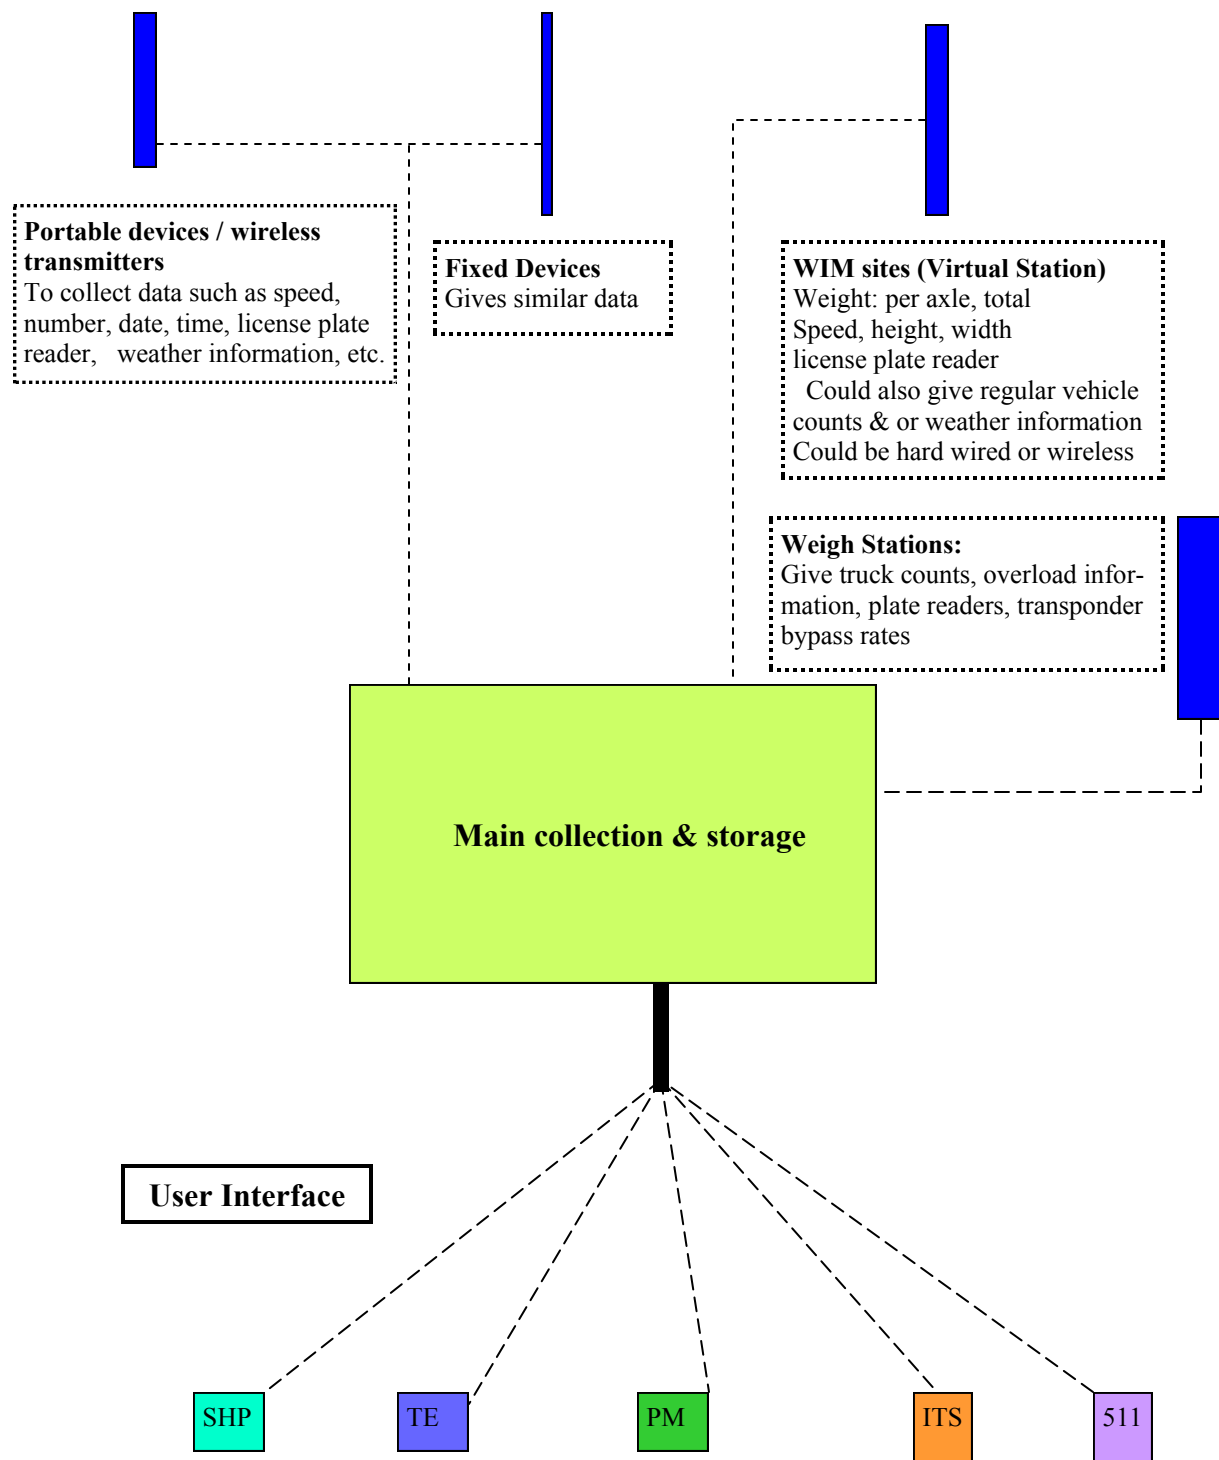 Portable devices / wireless
transmitters
To collect data such as speed,
number, date, time, license plate
reader,   weather information, etc.
Fixed Devices
Gives similar data
WIM sites (Virtual Station)
Weight: per axle, total
Speed, height, width
license plate reader
Could also give regular vehicle
counts & or weather information
Could be hard wired or wireless
Weigh Stations:
Give truck counts, overload infor-
mation, plate readers, transponder
bypass rates
Main collection & storage
User Interface
SHP
TE
PM
ITS
511